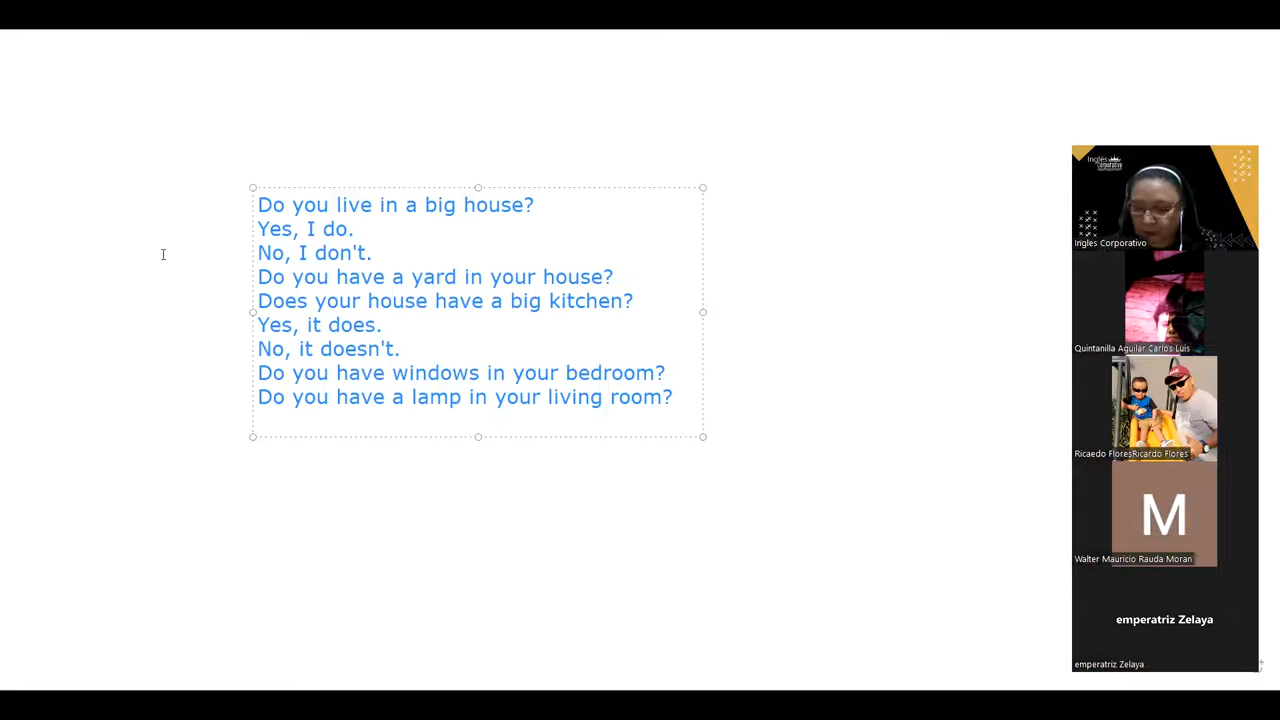 Do you live in a big house?
Yes, I do.
No, I don't.
Do you have a yard in your house?
Does your house have a big kitchen?
Yes, it does.
No, it doesn't.
Do you have windows in your bedroom?
Do you have a lamp in your living room?
Inglés
Corporativo
Ingles Corporativo
Quintanilla Aguilar Carlos Luis
Ricaedo FloresRicardo Flores
M
Walter Mauricio Rauda Moran
emperatriz Zelaya
emperatriz Zelaya